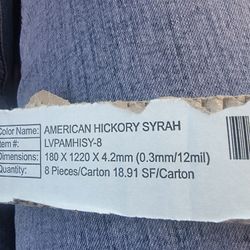 Color Name: AMERICAN HICKORY SYRAH
Item #: LVPAMHISY-8
Dimensions: 180 X 1220 X 4.2mm (0.3mm/12mil)
Quantity: 8 Pieces/Carton 18.91 SF/Carton